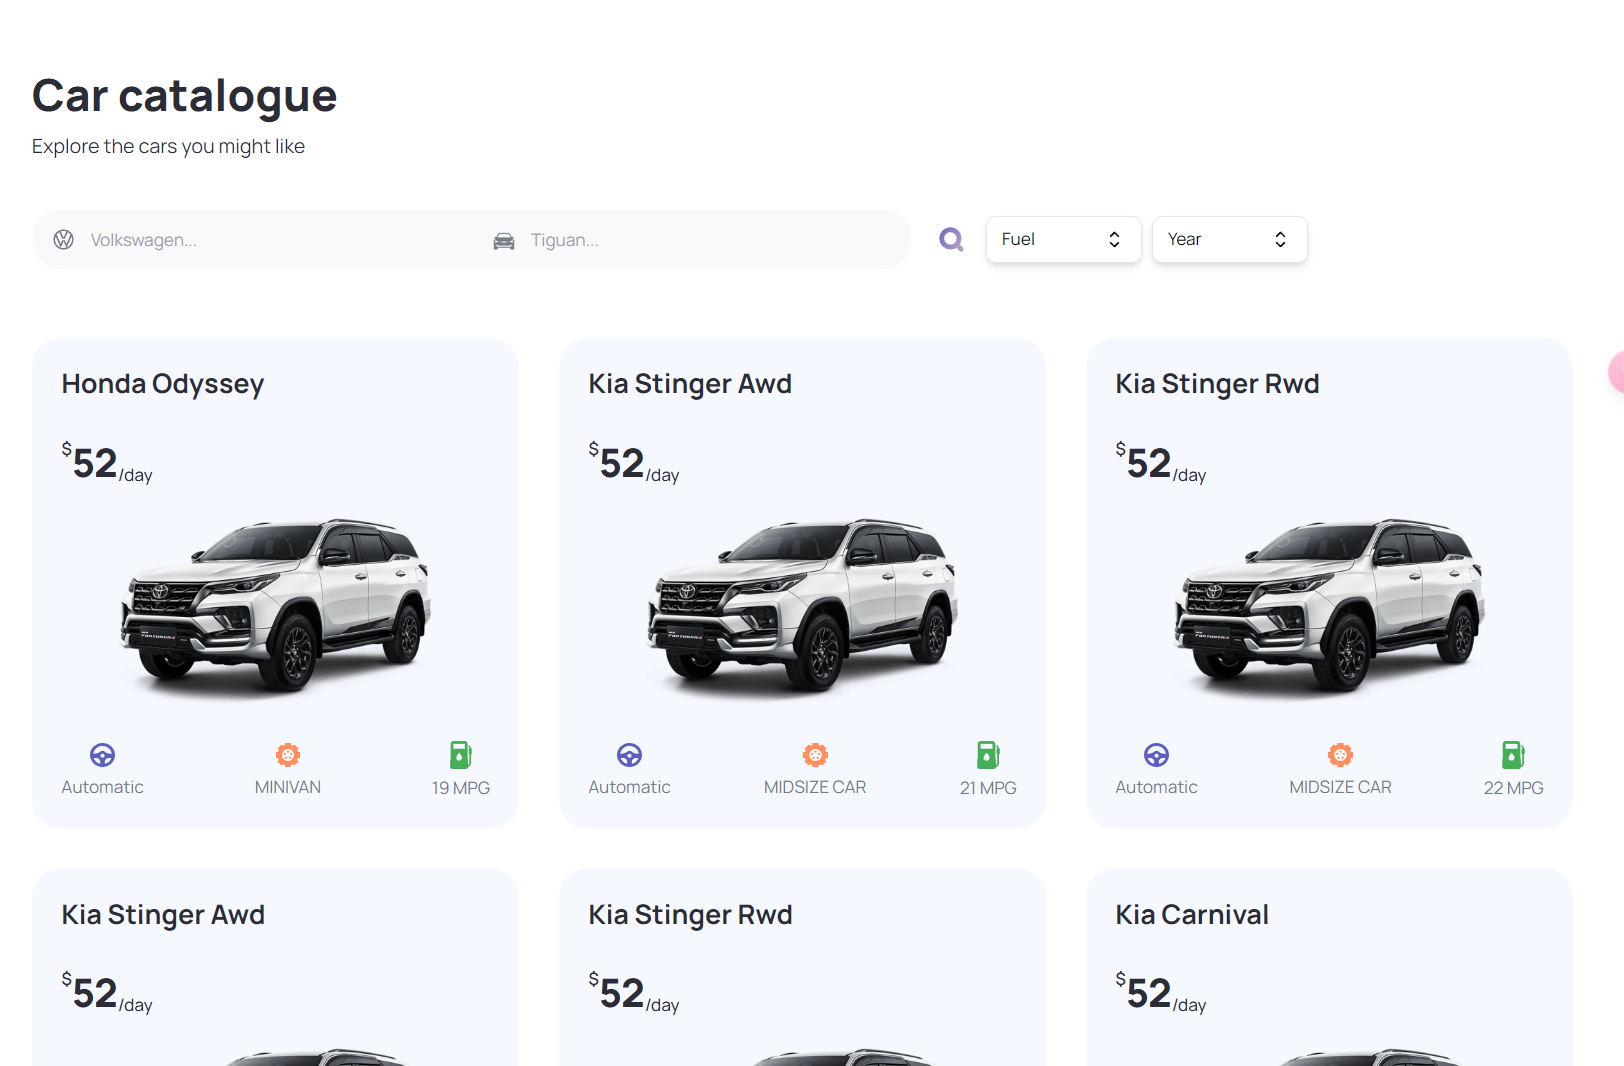 Car catalogue
Explore the cars you might like
Volkswagen...
Tiguan...
Fuel
Year
Honda Odyssey
$52/day
Automatic
MINIVAN
19 MPG
Kia Stinger Awd
$52/day
Automatic
MIDSIZE CAR
21 MPG
Kia Stinger Rwd
$52/day
Automatic
MIDSIZE CAR
22 MPG
Kia Stinger Awd
$52/day
Kia Stinger Rwd
$52/day
Kia Carnival
$52/day